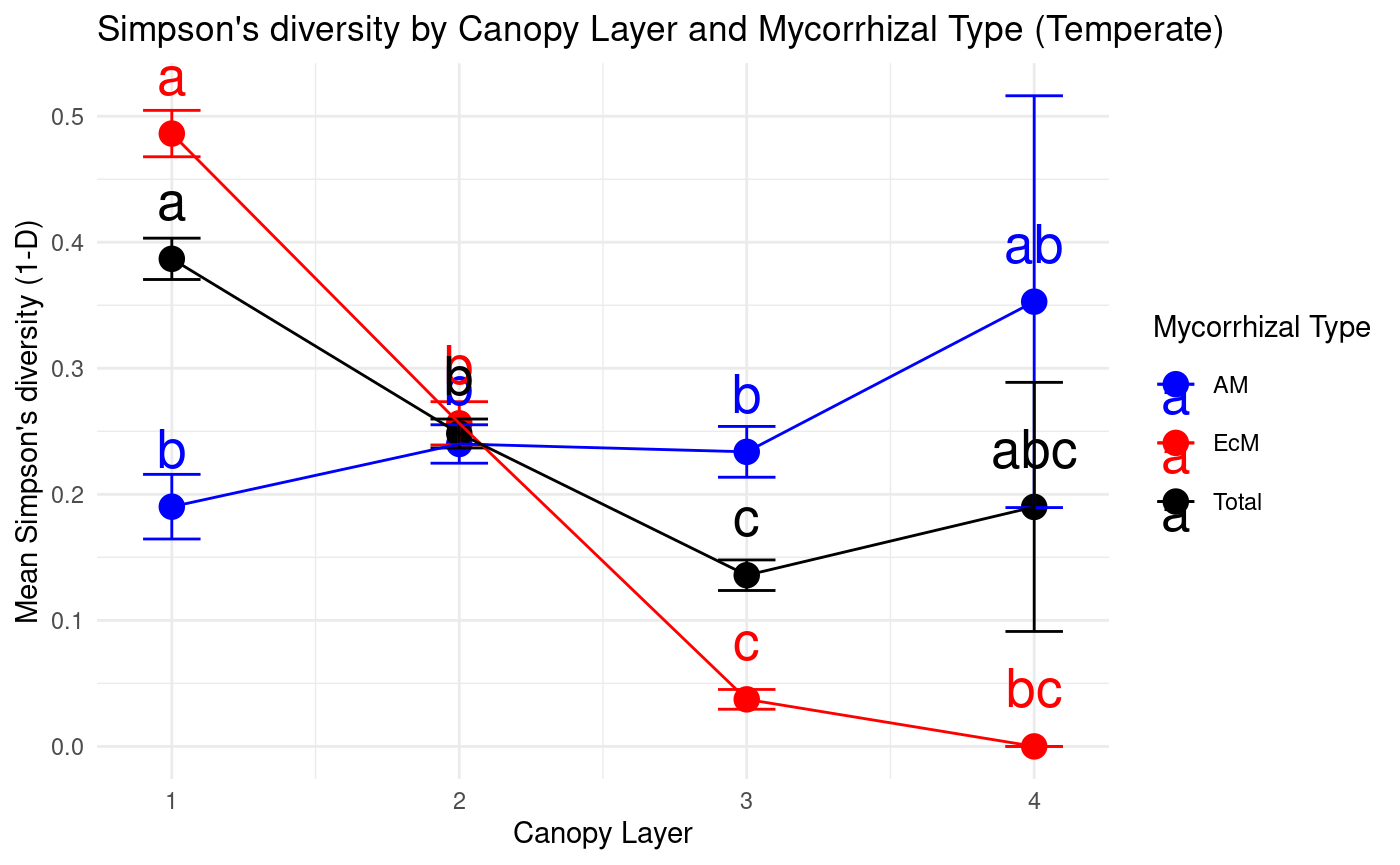 Simpson's diversity by Canopy Layer and Mycorrhizal Type (Temperate)
Mean Simpson's diversity (1-D)
0.5
0.4
0.3
0.2
0.1
0.0
a
a
b
b
b
b
b
c
c
ab
abc
bc
1
2
3
4
Canopy Layer
Mycorrhizal Type
a AM
a EcM
a Total